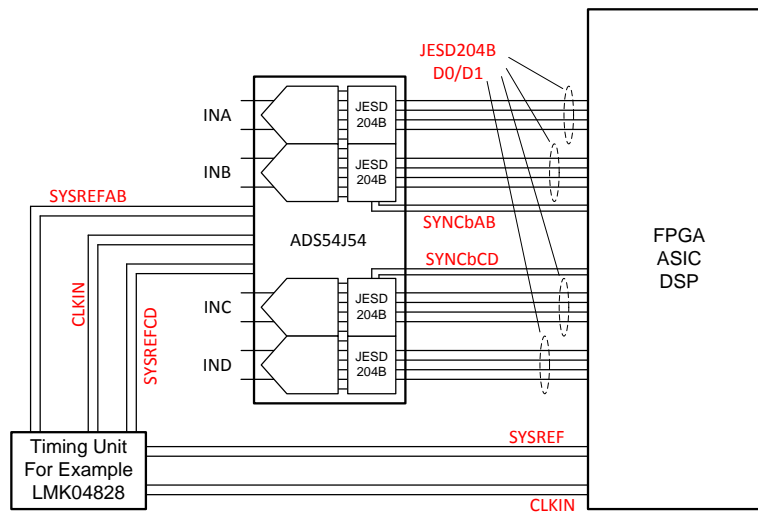 JESD204B
D0/D1
INA
JESD
204B
INB
JESD
204B
SYSREFAB
SYNCbAB
ADS54J54
FPGA
ASIC
DSP
SYNCbCD
CLKIN
SYSREFCD
INC
JESD
204B
IND
JESD
204B
Timing Unit
For Example
LMK04828
SYSREF
CLKIN